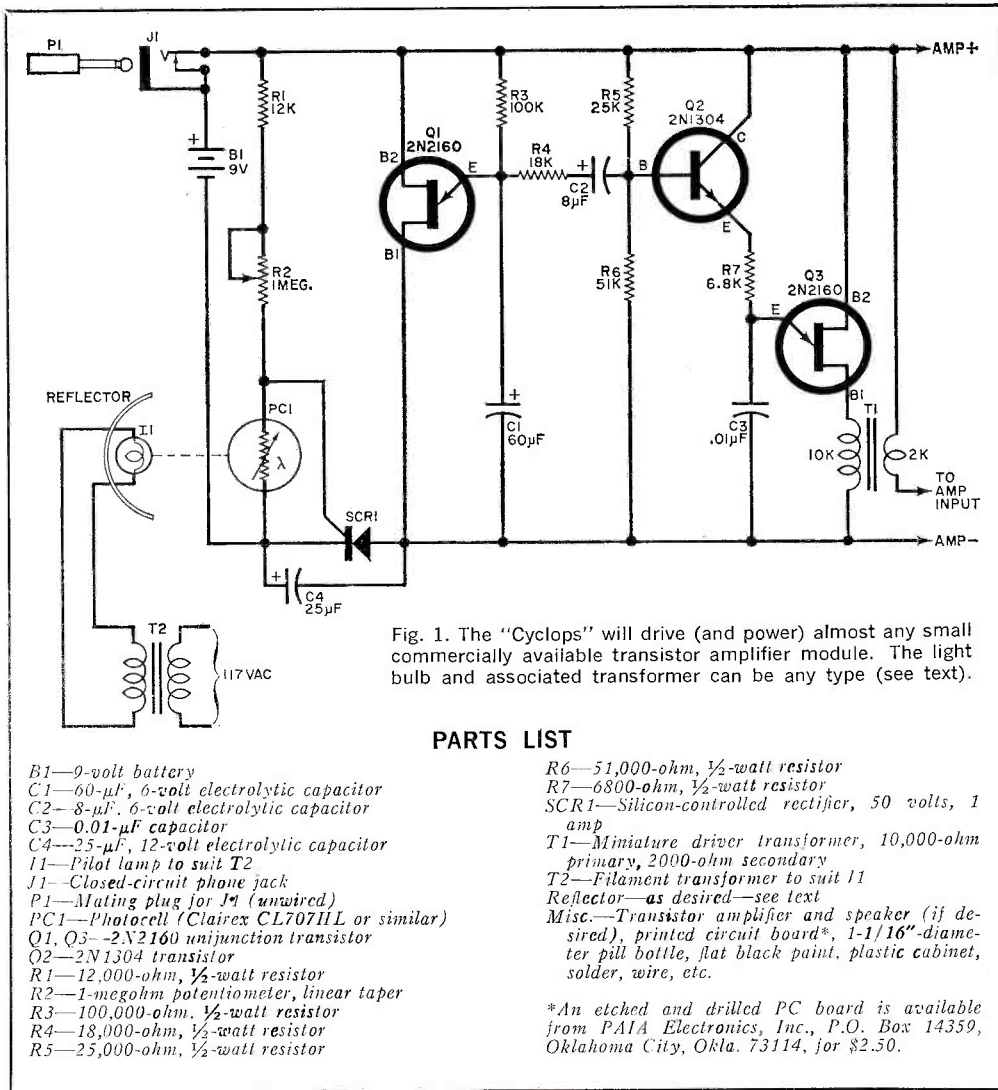 P1
J1
AMP+
R1
12K
R3
100K
R5
25K
Q2
2N1304
C
+
B1
9V
Q1
2N2160
B2
E
R4
18K
+
C2
8µF
B
E
R2
1MEG.
B1
R6
51K
R7
6.8K
Q3
2N2160
E
B2
REFLECTOR
I1
PC1
λ
+
C1
60µF
C3
.01µF
B1
T1
10K
2K
TO
AMP
INPUT
SCR1
AMP-
+
C4
25µF
T2
117VAC
Fig. 1. The "Cyclops" will drive (and power) almost any small
commercially available transistor amplifier module. The light
bulb and associated transformer can be any type (see text).
PARTS LIST
B1—9-volt battery
C1—60-µF, 6-volt electrolytic capacitor
C2—8-µF. 6-volt electrolytic capacitor
C3—0.01-µF capacitor
C4—25-µF, 12-volt electrolytic capacitor
I1—Pilot lamp to suit T2
J1—Closed-circuit phone jack
P1—Mating plug for J1 (unwired)
PC1—Photocell (Clairex CL707HL or similar)
Q1, Q3—2N2160 unijunction transistor
Q2—2N1304 transistor
R1—12,000-ohm, ½-watt resistor
R2—1-megohm potentiometer, linear taper
R3—100,000-ohm. ½-watt resistor
R4—18,000-ohm, ½-watt resistor
R5—25,000-ohm, ½-watt resistor
R6—51,000-ohm, ½-watt resistor
R7—6800-ohm, ½-watt resistor
SCR1—Silicon-controlled rectifier, 50 volts, 1
amp
T1—Miniature driver transformer, 10,000-ohm
primary, 2000-ohm secondary
T2—Filament transformer to suit I1
Reflector—as desired—see text
Misc.—Transistor amplifier and speaker (if de-
sired), printed circuit board*, 1-1/16"-diame-
ter pill bottle, flat black paint, plastic cabinet,
solder, wire, etc.
*An etched and drilled PC board is available
from PAIA Electronics, Inc., P.O. Box 14359,
Oklahoma City, Okla. 73114, for $2.50.